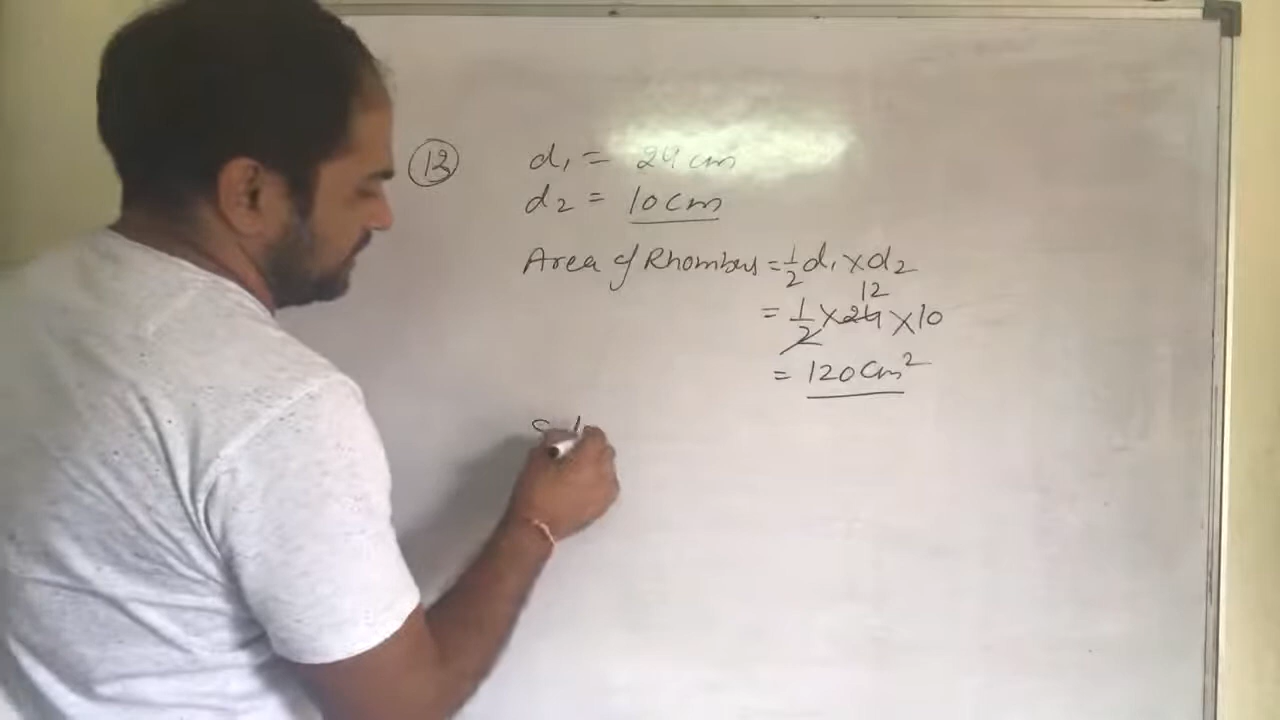 13
d₁ = 24 cm
d₂ = 10 cm
Area of Rhombus = 1/2 d₁ × d₂
12
= 1/2 × 24 × 10
= 120 Cm²